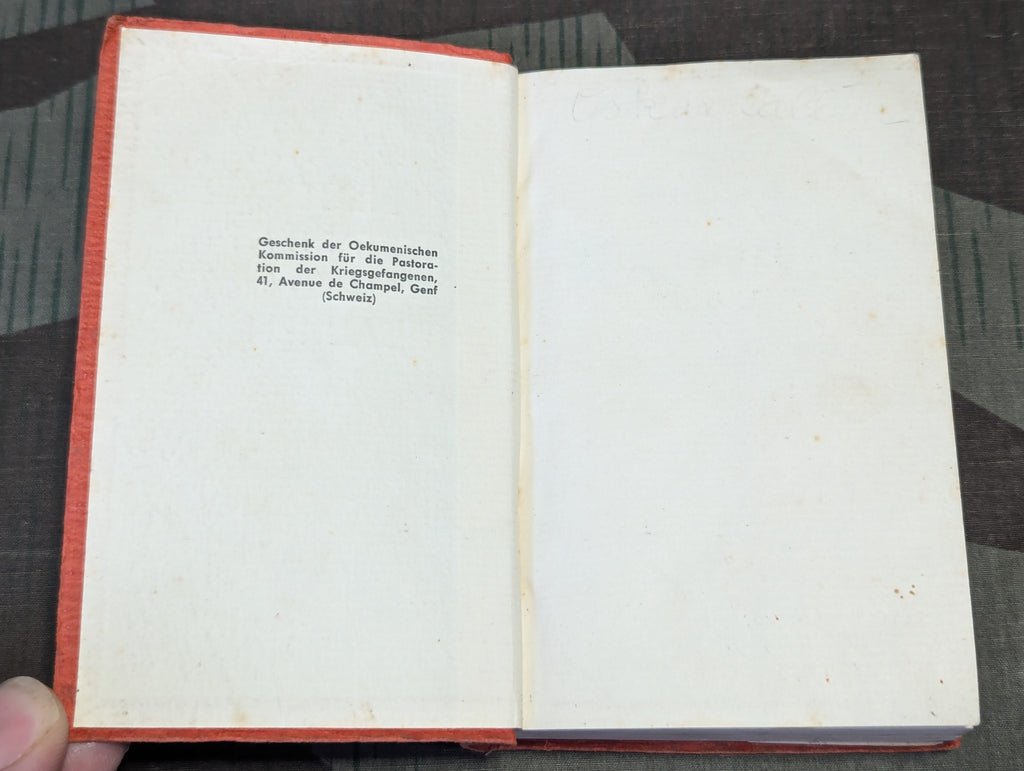 Geschenk der Oekumenischen
Kommission für die Pastora-
tion der Kriegsgefangenen,
41, Avenue de Champel, Genf
(Schweiz)